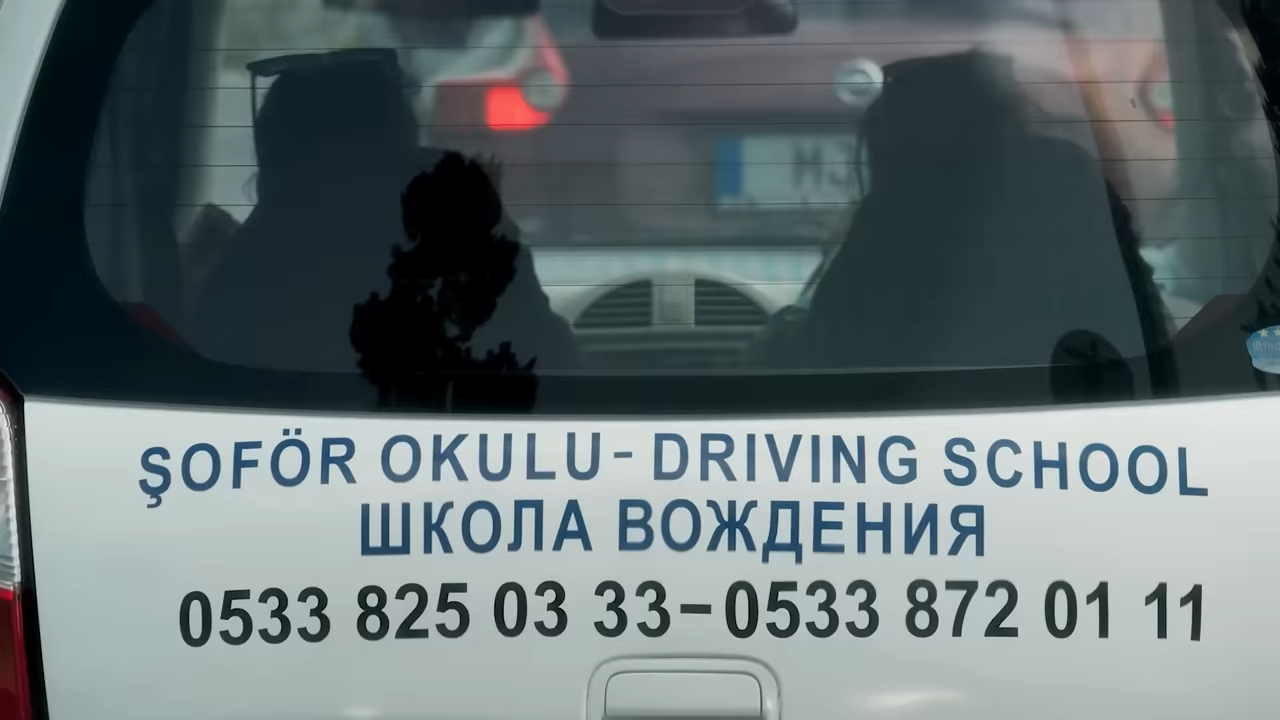 ŞOFÖR OKULU - DRIVING SCHOOL
ШКОЛА ВОЖДЕНИЯ
0533 825 03 33 - 0533 872 01 11